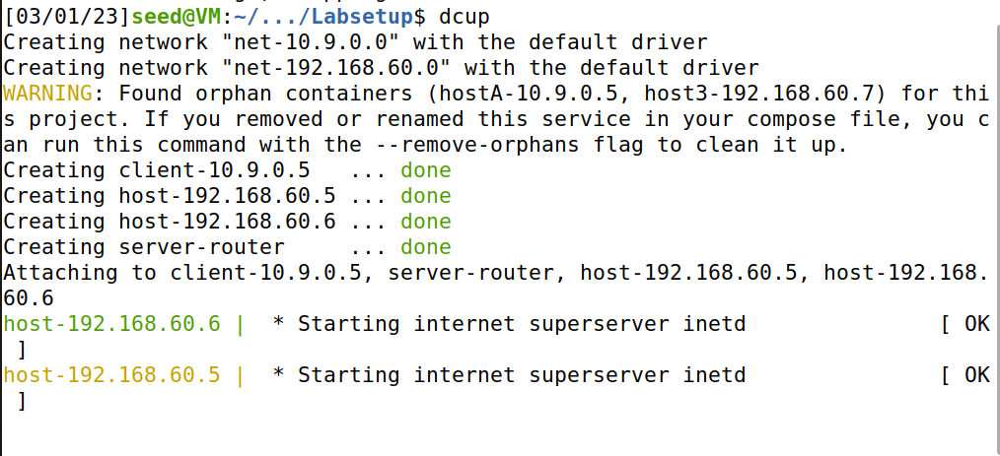 [03/01/23]seed@VM:~/.../Labsetup$ dcup
Creating network "net-10.9.0.0" with the default driver
Creating network "net-192.168.60.0" with the default driver
WARNING: Found orphan containers (hostA-10.9.0.5, host3-192.168.60.7) for thi
s project. If you removed or renamed this service in your compose file, you c
an run this command with the --remove-orphans flag to clean it up.
Creating client-10.9.0.5   ... done
Creating host-192.168.60.5 ... done
Creating host-192.168.60.6 ... done
Creating server-router     ... done
Attaching to client-10.9.0.5, server-router, host-192.168.60.5, host-192.168.
60.6
host-192.168.60.6 |  * Starting internet superserver inetd               [ OK
 ]
host-192.168.60.5 |  * Starting internet superserver inetd               [ OK
 ]